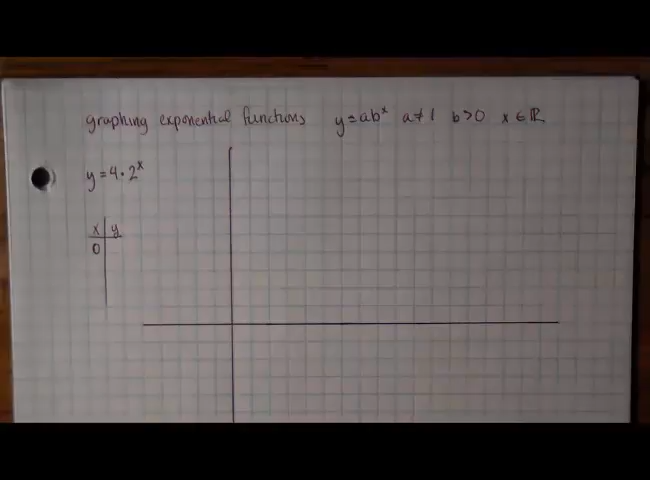 graphing exponential functions y=ab^x a≠1 b>0 x∈ℝ
y=4·2^x
x y
0